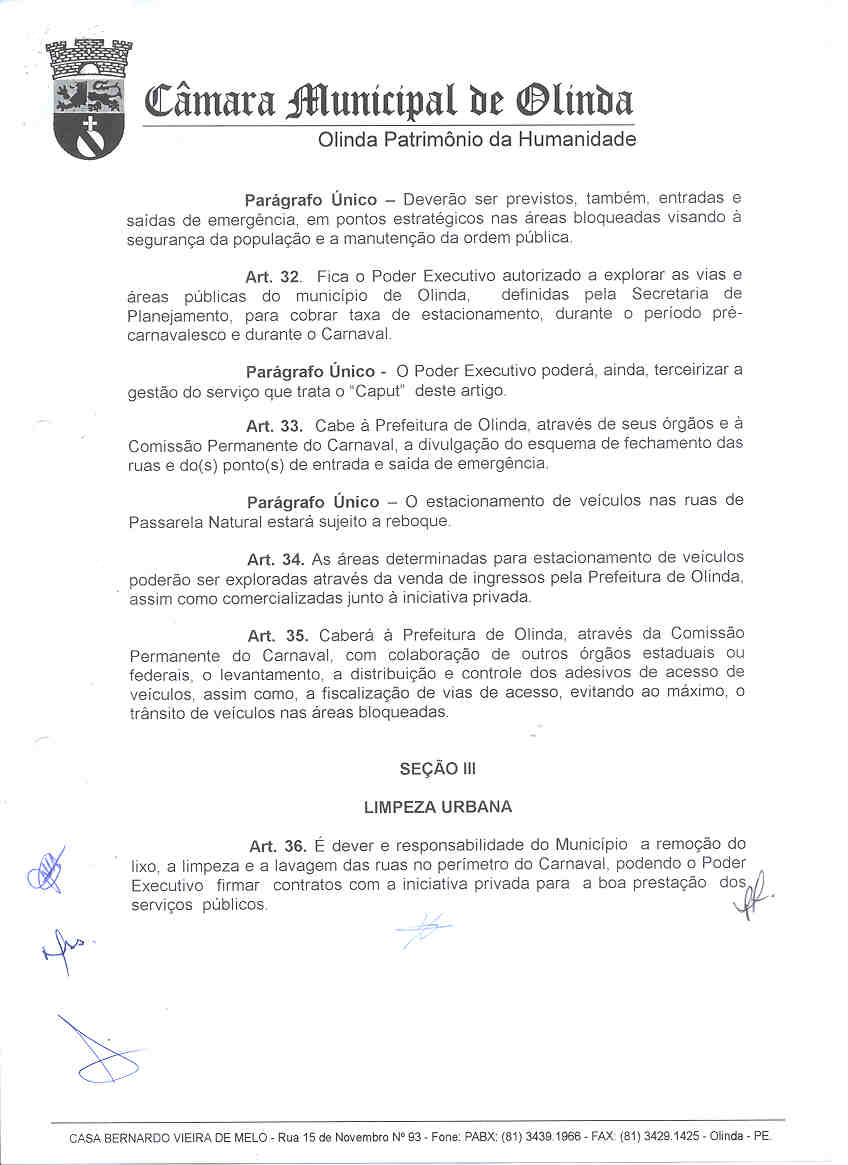 Câmara Municipal de Olinda
Olinda Patrimônio da Humanidade
Parágrafo Único – Deverão ser previstos, também, entradas e
saídas de emergência, em pontos estratégicos nas áreas bloqueadas visando à
segurança da população e a manutenção da ordem pública.
Art. 32. Fica o Poder Executivo autorizado a explorar as vias e
áreas públicas do município de Olinda, definidas pela Secretaria de
Planejamento, para cobrar taxa de estacionamento, durante o período pré-
carnavalesco e durante o Carnaval.
Parágrafo Único - O Poder Executivo poderá, ainda, terceirizar a
gestão do serviço que trata o “Caput” deste artigo.
Art. 33. Cabe à Prefeitura de Olinda, através de seus órgãos e à
Comissão Permanente do Carnaval, a divulgação do esquema de fechamento das
ruas e do(s) ponto(s) de entrada e saída de emergência.
Parágrafo Único – O estacionamento de veículos nas ruas de
Passarela Natural estará sujeito a reboque.
Art. 34. As áreas determinadas para estacionamento de veículos
poderão ser exploradas através da venda de ingressos pela Prefeitura de Olinda,
assim como comercializadas junto à iniciativa privada.
Art. 35. Caberá à Prefeitura de Olinda, através da Comissão
Permanente do Carnaval, com colaboração de outros órgãos estaduais ou
federais, o levantamento, a distribuição e controle dos adesivos de acesso de
veículos, assim como, a fiscalização de vias de acesso, evitando ao máximo, o
trânsito de veículos nas áreas bloqueadas.
SEÇÃO III
LIMPEZA URBANA
Art. 36. É dever e responsabilidade do Município a remoção do
lixo, a limpeza e a lavagem das ruas no perímetro do Carnaval, podendo o Poder
Executivo firmar contratos com a iniciativa privada para a boa prestação dos
serviços públicos.
CASA BERNARDO VIEIRA DE MELO - Rua 15 de Novembro Nº 93 - Fone: PABX: (81) 3439.1966 - FAX: (81) 3429.1425 - Olinda - PE.